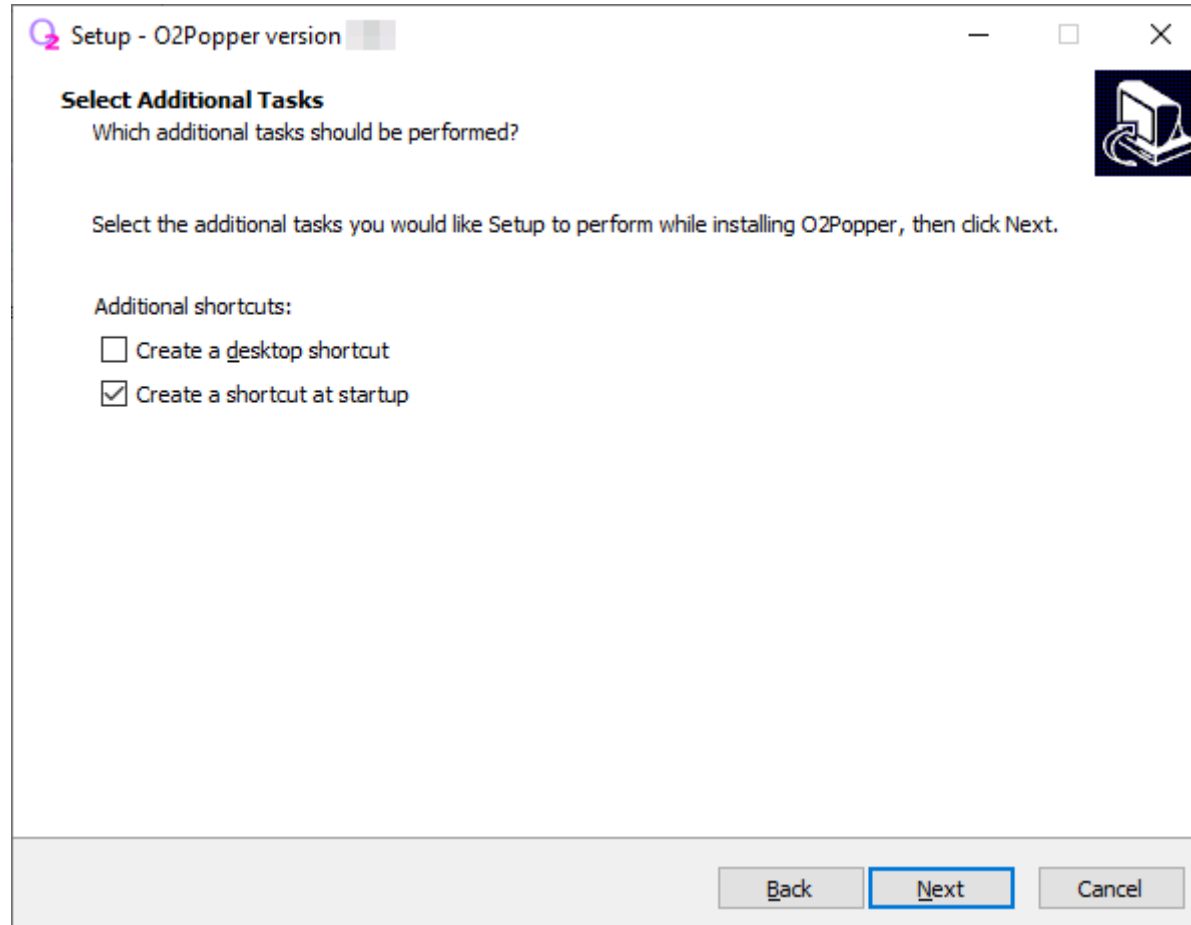 Setup - O2Popper version
Select Additional Tasks
Which additional tasks should be performed?
Select the additional tasks you would like Setup to perform while installing O2Popper, then click Next.
Additional shortcuts:
Create a desktop shortcut
Create a shortcut at startup
Back
Next
Cancel